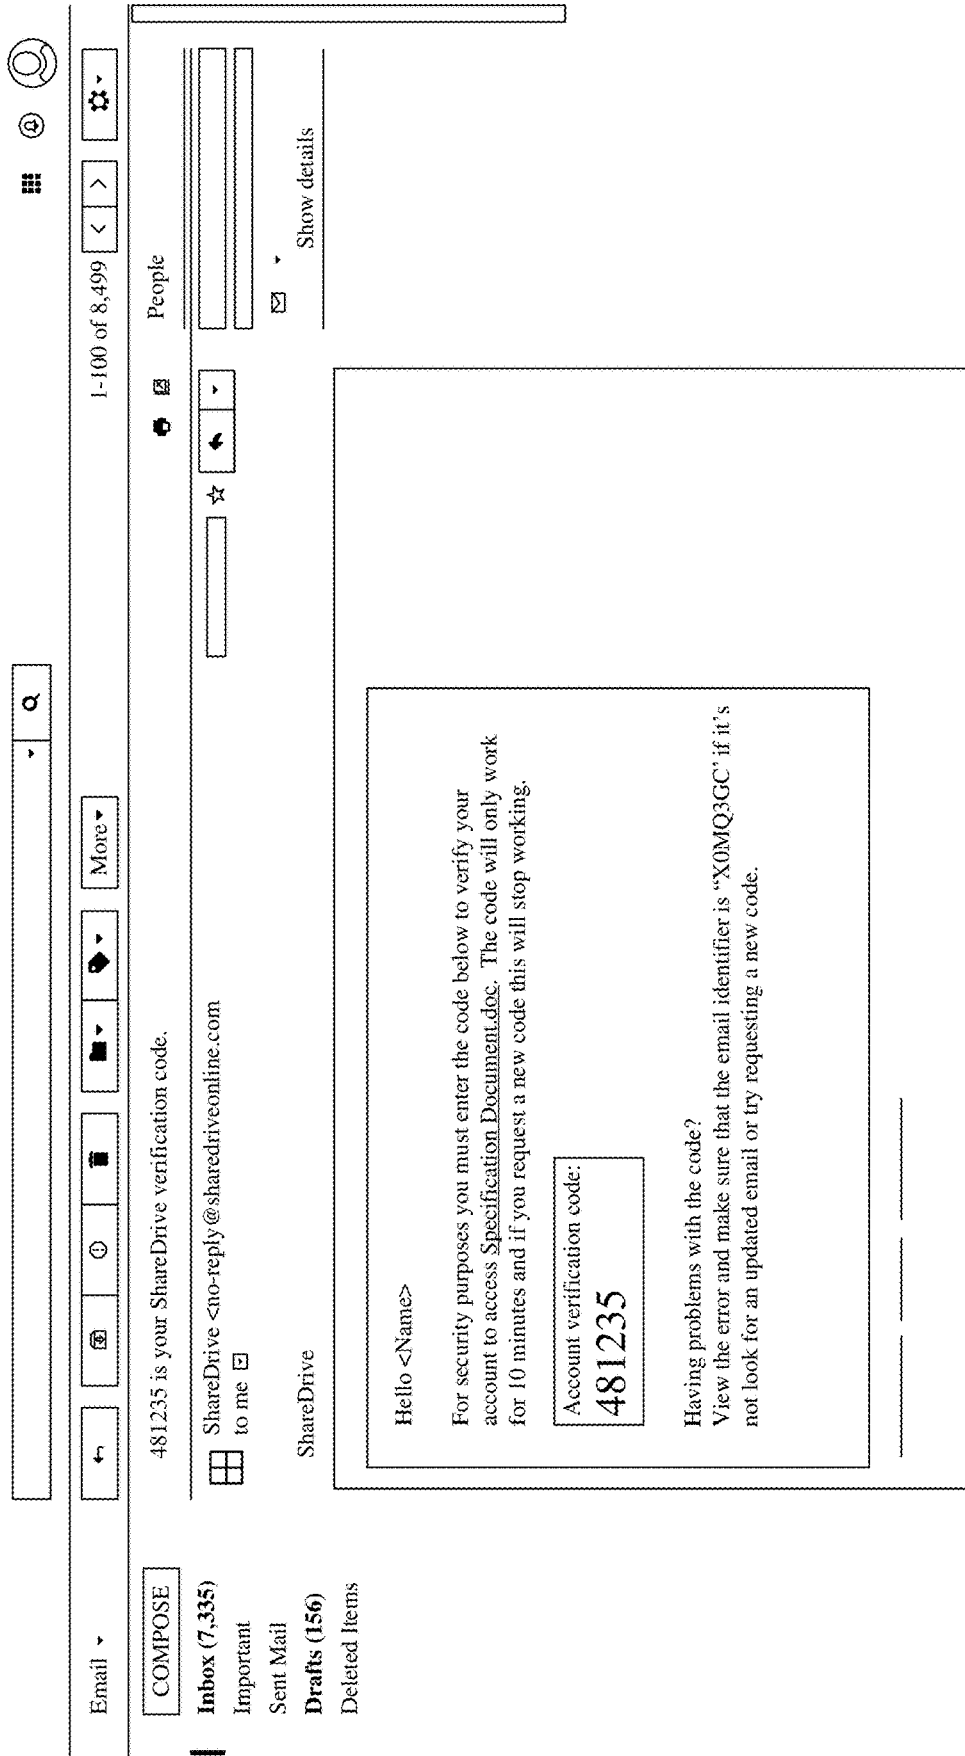 Email
More
1-100 of 8,499
COMPOSE
Inbox (7,335)
Important
Sent Mail
Drafts (156)
Deleted Items
481235 is your ShareDrive verification code.
People
ShareDrive <no-reply@sharedriveonline.com
to me
Show details
ShareDrive
Hello <Name>
For security purposes you must enter the code below to verify your
account to access Specification Document.doc. The code will only work
for 10 minutes and if you request a new code this will stop working.
Account verification code:
481235
Having problems with the code?
View the error and make sure that the email identifier is “X0MQ3GC’ if it’s
not look for an updated email or try requesting a new code.